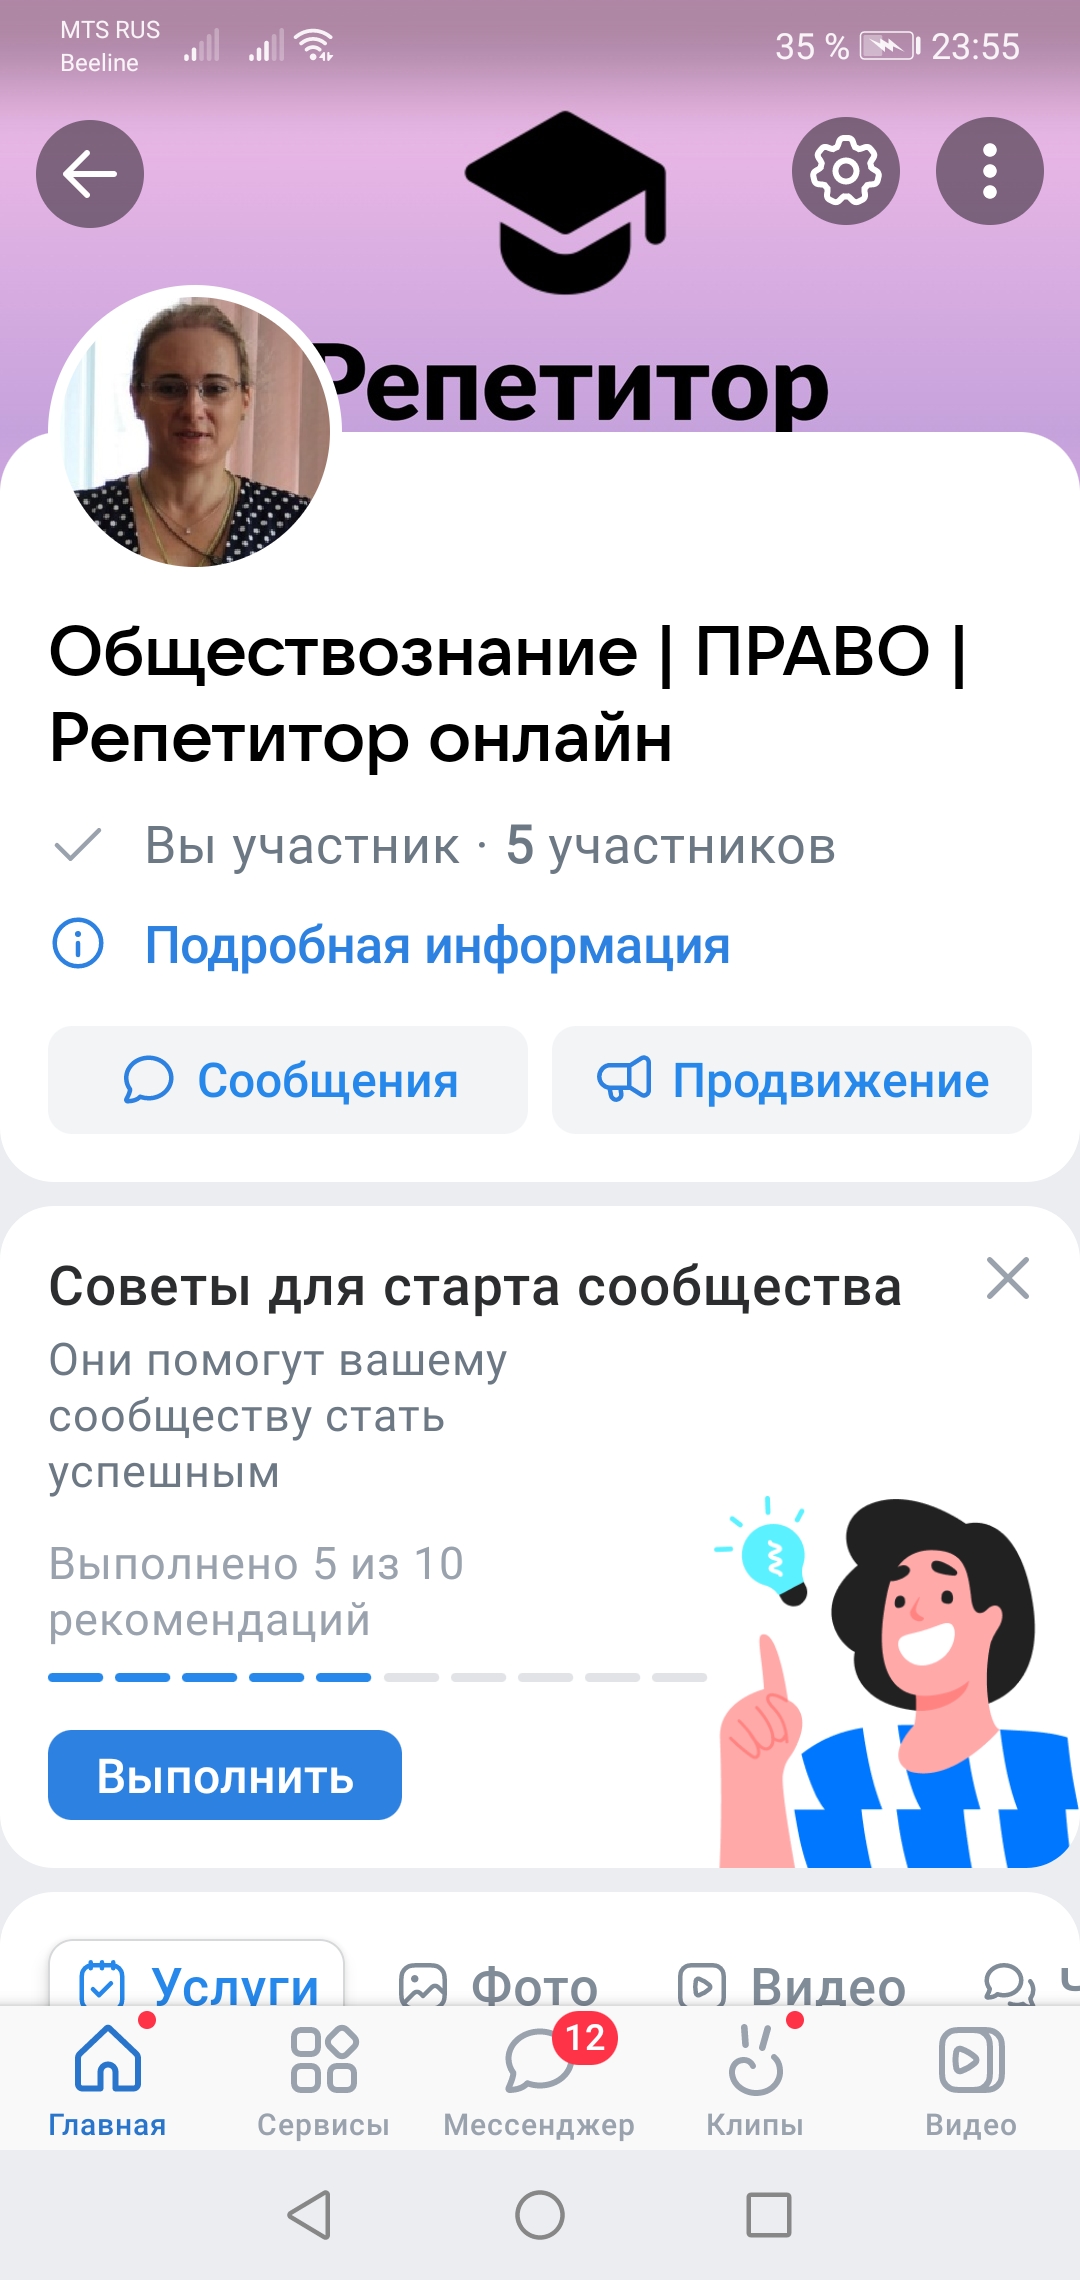 MTS RUS
Beeline
35 %
23:55
Репетитор
Обществознание | ПРАВО |
Репетитор онлайн
Вы участник · 5 участников
Подробная информация
Сообщения
Продвижение
Советы для старта сообщества
Они помогут вашему
сообществу стать
успешным
Выполнено 5 из 10
рекомендаций
Выполнить
Услуги
Фото
Видео
12
Главная
Сервисы
Мессенджер
Клипы
Видео